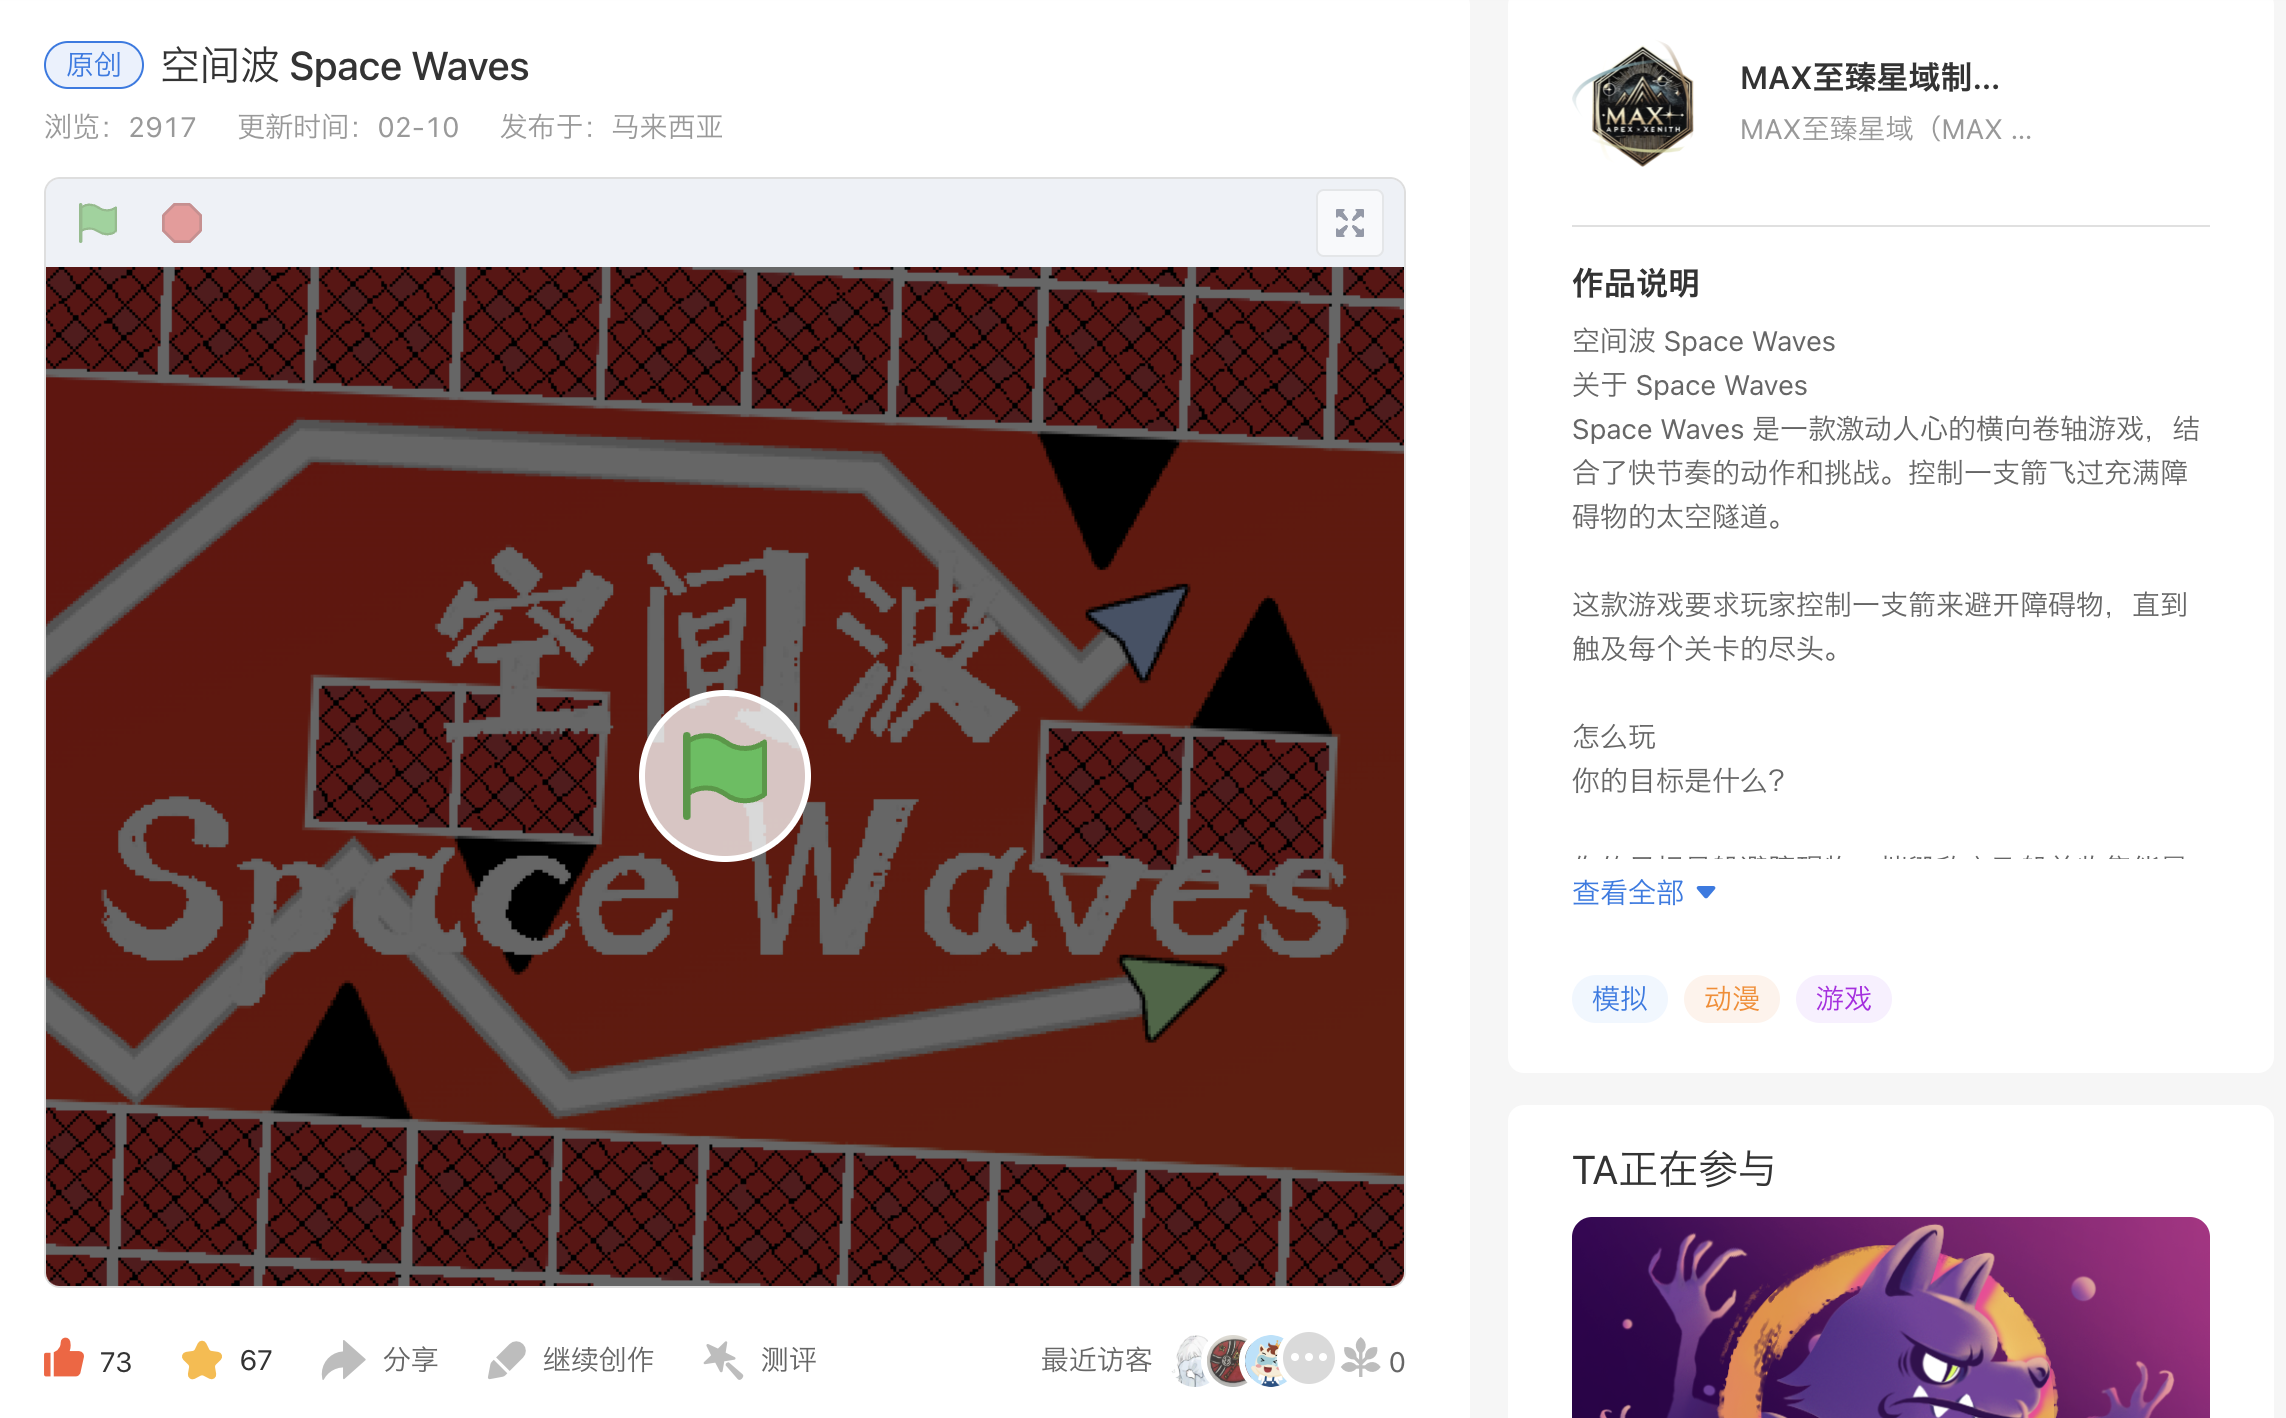 原创 空间波 Space Waves
浏览：2917 更新时间：02-10 发布于：马来西亚
空间波
Space Waves
73 67 分享 继续创作 测评 最近访客 0
MAX
APEX·XENITH
MAX至臻星域制...
MAX至臻星域（MAX ...
作品说明
空间波 Space Waves
关于 Space Waves
Space Waves 是一款激动人心的横向卷轴游戏，结
合了快节奏的动作和挑战。控制一支箭飞过充满障
碍物的太空隧道。
这款游戏要求玩家控制一支箭来避开障碍物，直到
触及每个关卡的尽头。
怎么玩
你的目标是什么？
查看全部
模拟 动漫 游戏
TA正在参与